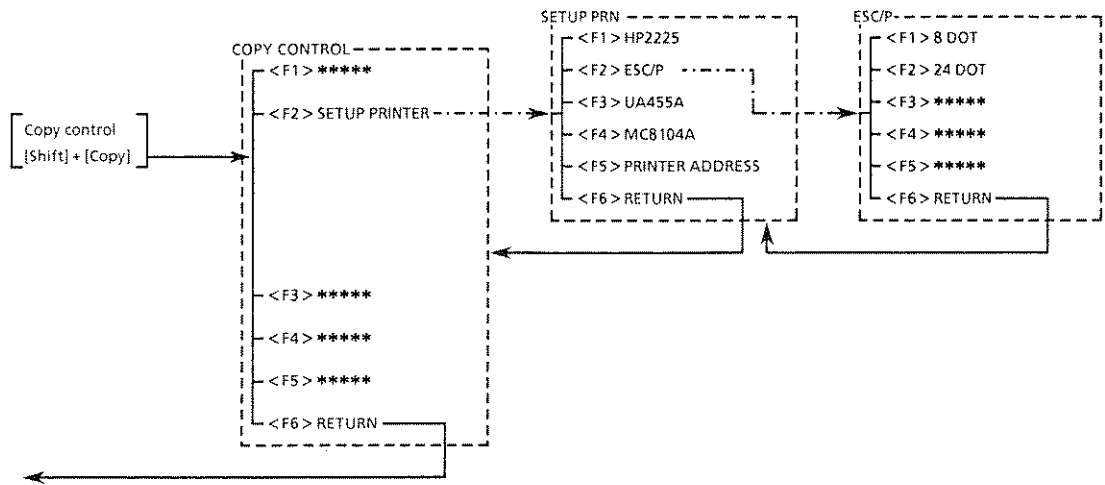 Copy control
[Shift] + [Copy]
COPY CONTROL
<F1> *****
<F2> SETUP PRINTER
<F3> *****
<F4> *****
<F5> *****
<F6> RETURN
SETUP PRN
<F1> HP2225
<F2> ESC/P
<F3> UA455A
<F4> MC8104A
<F5> PRINTER ADDRESS
<F6> RETURN
ESC/P
<F1> 8 DOT
<F2> 24 DOT
<F3> *****
<F4> *****
<F5> *****
<F6> RETURN